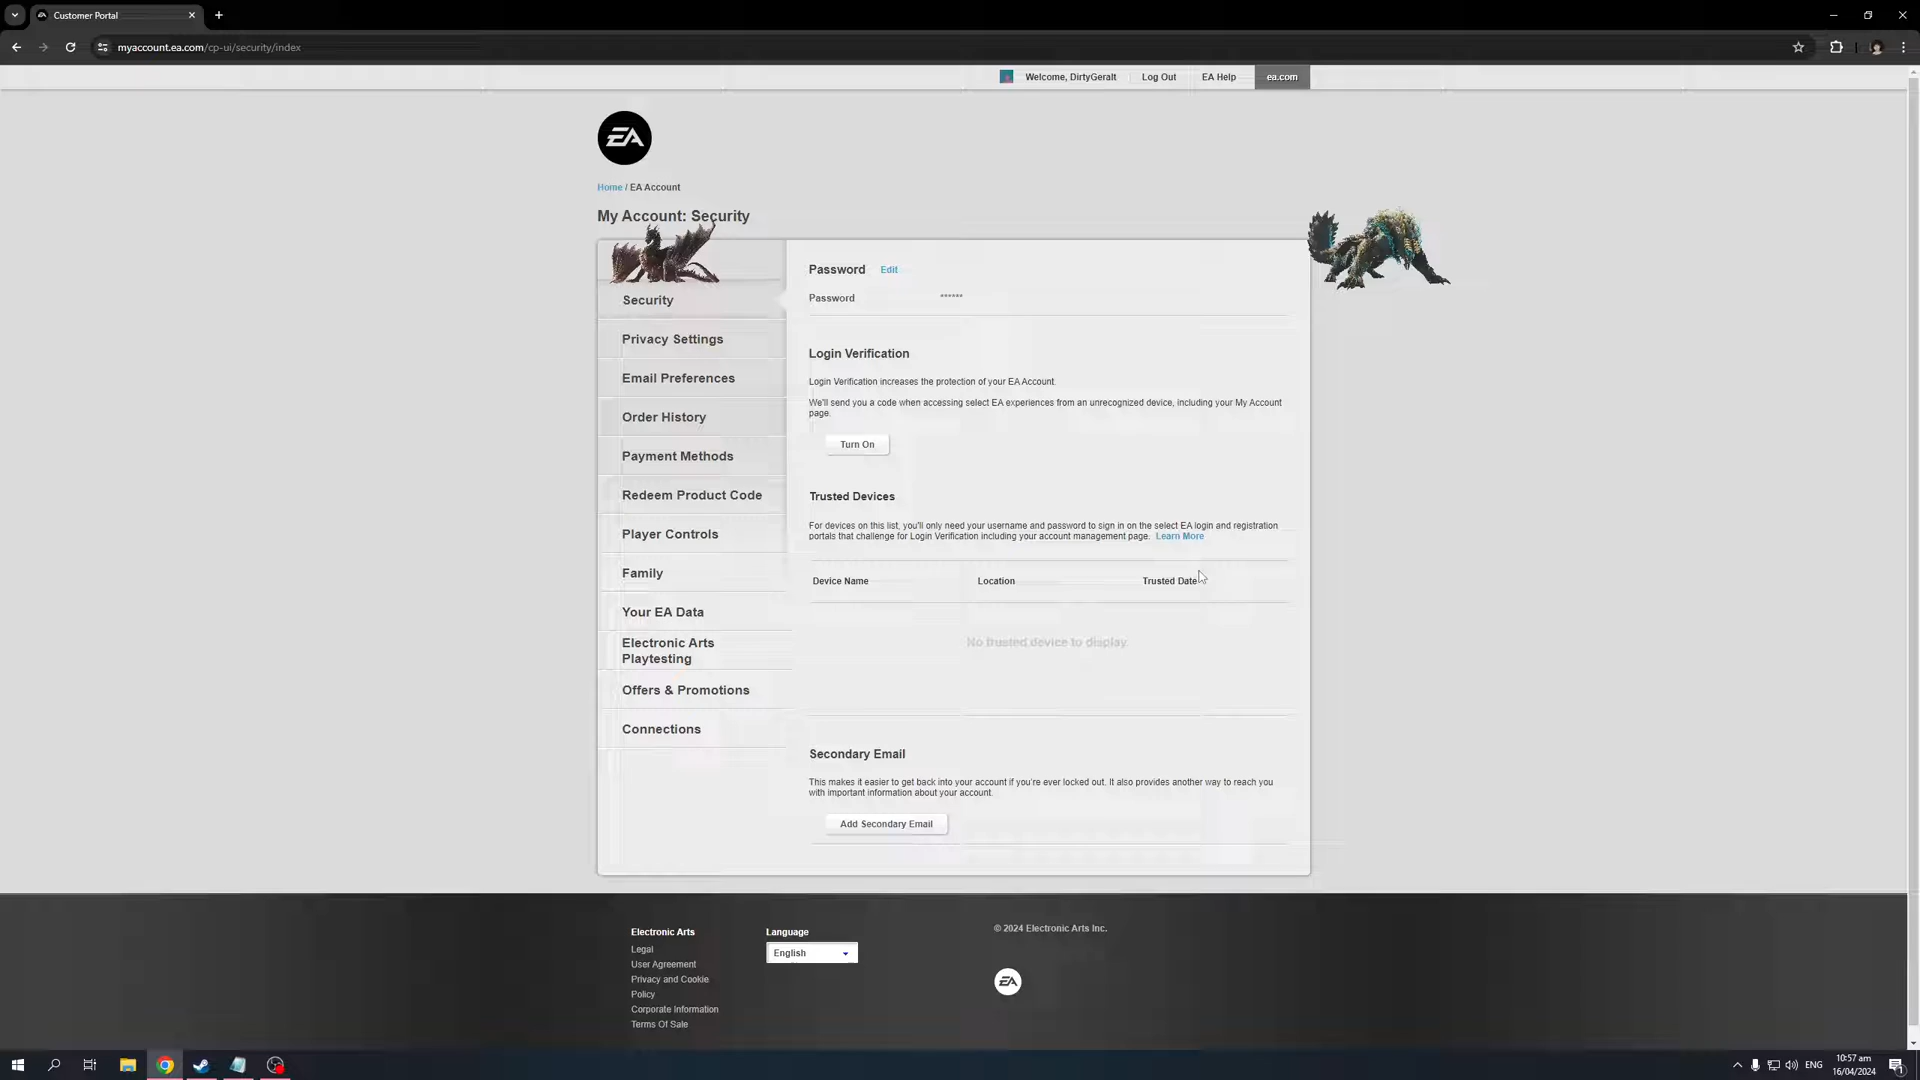 Customer Portal
myaccount.ea.com/cp-ui/security/index
Welcome, DirtyGeralt
Log Out
EA Help
ea.com
EA
Home / EA Account
My Account: Security
Security
Privacy Settings
Email Preferences
Order History
Payment Methods
Redeem Product Code
Player Controls
Family
Your EA Data
Electronic Arts
Playtesting
Offers & Promotions
Connections
Password Edit
Password ******
Login Verification
Login Verification increases the protection of your EA Account.
We'll send you a code when accessing select EA experiences from an unrecognized device, including your My Account
page.
Turn On
Trusted Devices
For devices on this list, you'll only need your username and password to sign in on the select EA login and registration
portals that challenge for Login Verification including your account management page. Learn More
Device Name Location Trusted Date
No trusted device to display.
Secondary Email
This makes it easier to get back into your account if you're ever locked out. It also provides another way to reach you
with important information about your account.
Add Secondary Email
Electronic Arts
Legal
User Agreement
Privacy and Cookie
Policy
Corporate Information
Terms Of Sale
Language
English
© 2024 Electronic Arts Inc.
EA
ENG
10:57 am
16/04/2024